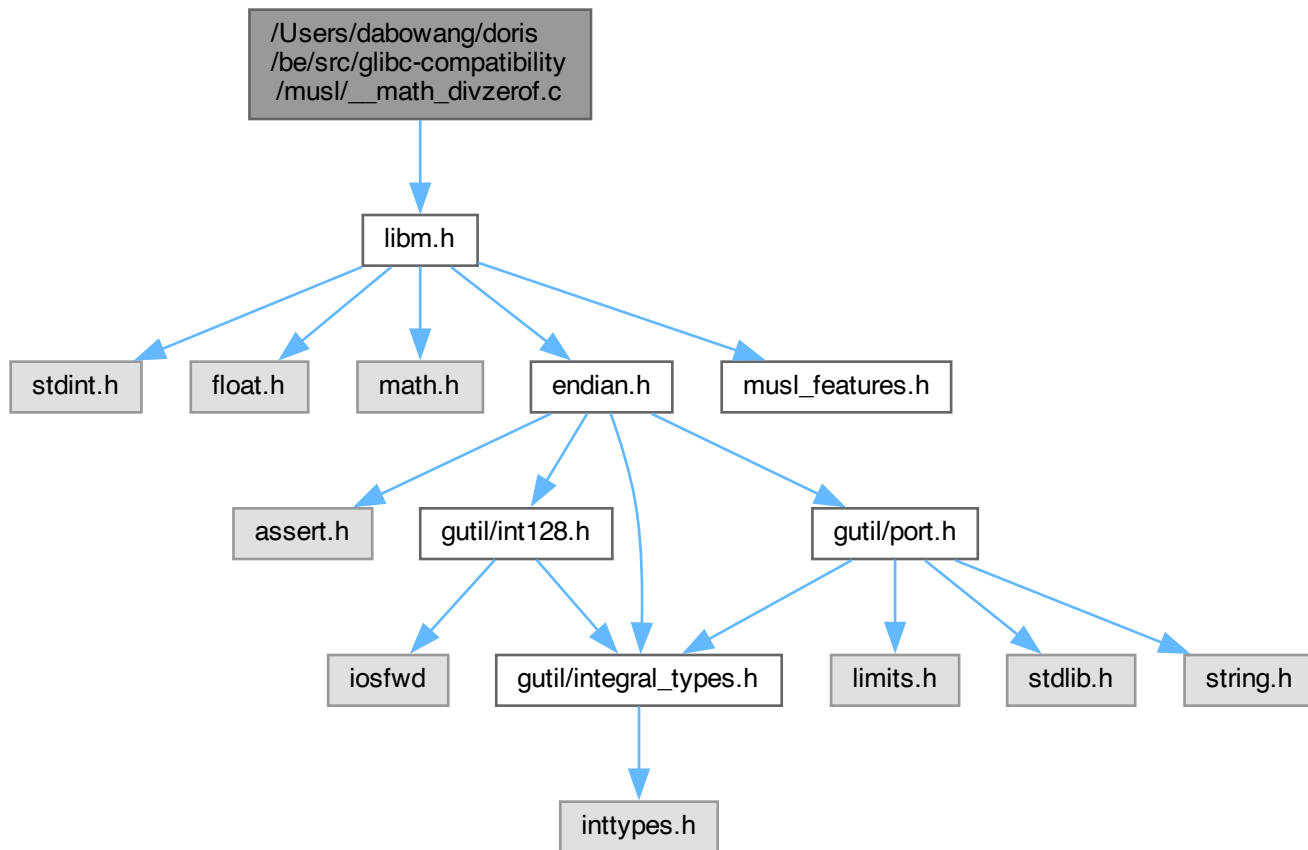 /Users/dabowang/doris
/be/src/glibc-compatibility
/musl/__math_divzerof.c
libm.h
stdint.h
float.h
math.h
endian.h
musl_features.h
assert.h
gutil/int128.h
gutil/port.h
iosfwd
gutil/integral_types.h
limits.h
stdlib.h
string.h
inttypes.h